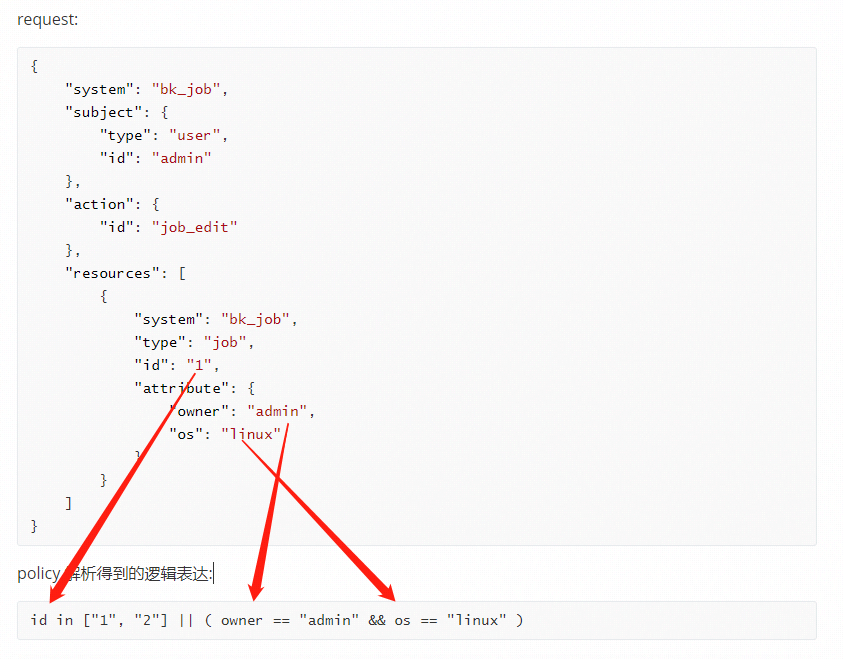 request:
{
    "system": "bk_job",
    "subject": {
        "type": "user",
        "id": "admin"
    },
    "action": {
        "id": "job_edit"
    },
    "resources": [
        {
            "system": "bk_job",
            "type": "job",
            "id": "1",
            "attribute": {
                "owner": "admin",
                "os": "linux"
            }
        }
    ]
}
policy 解析得到的逻辑表达:
id in ["1", "2"] || ( owner == "admin" && os == "linux" )